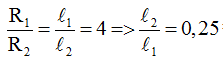 R₁/R₂ = ℓ₁/ℓ₂ = 4 => ℓ₂/ℓ₁ = 0,25